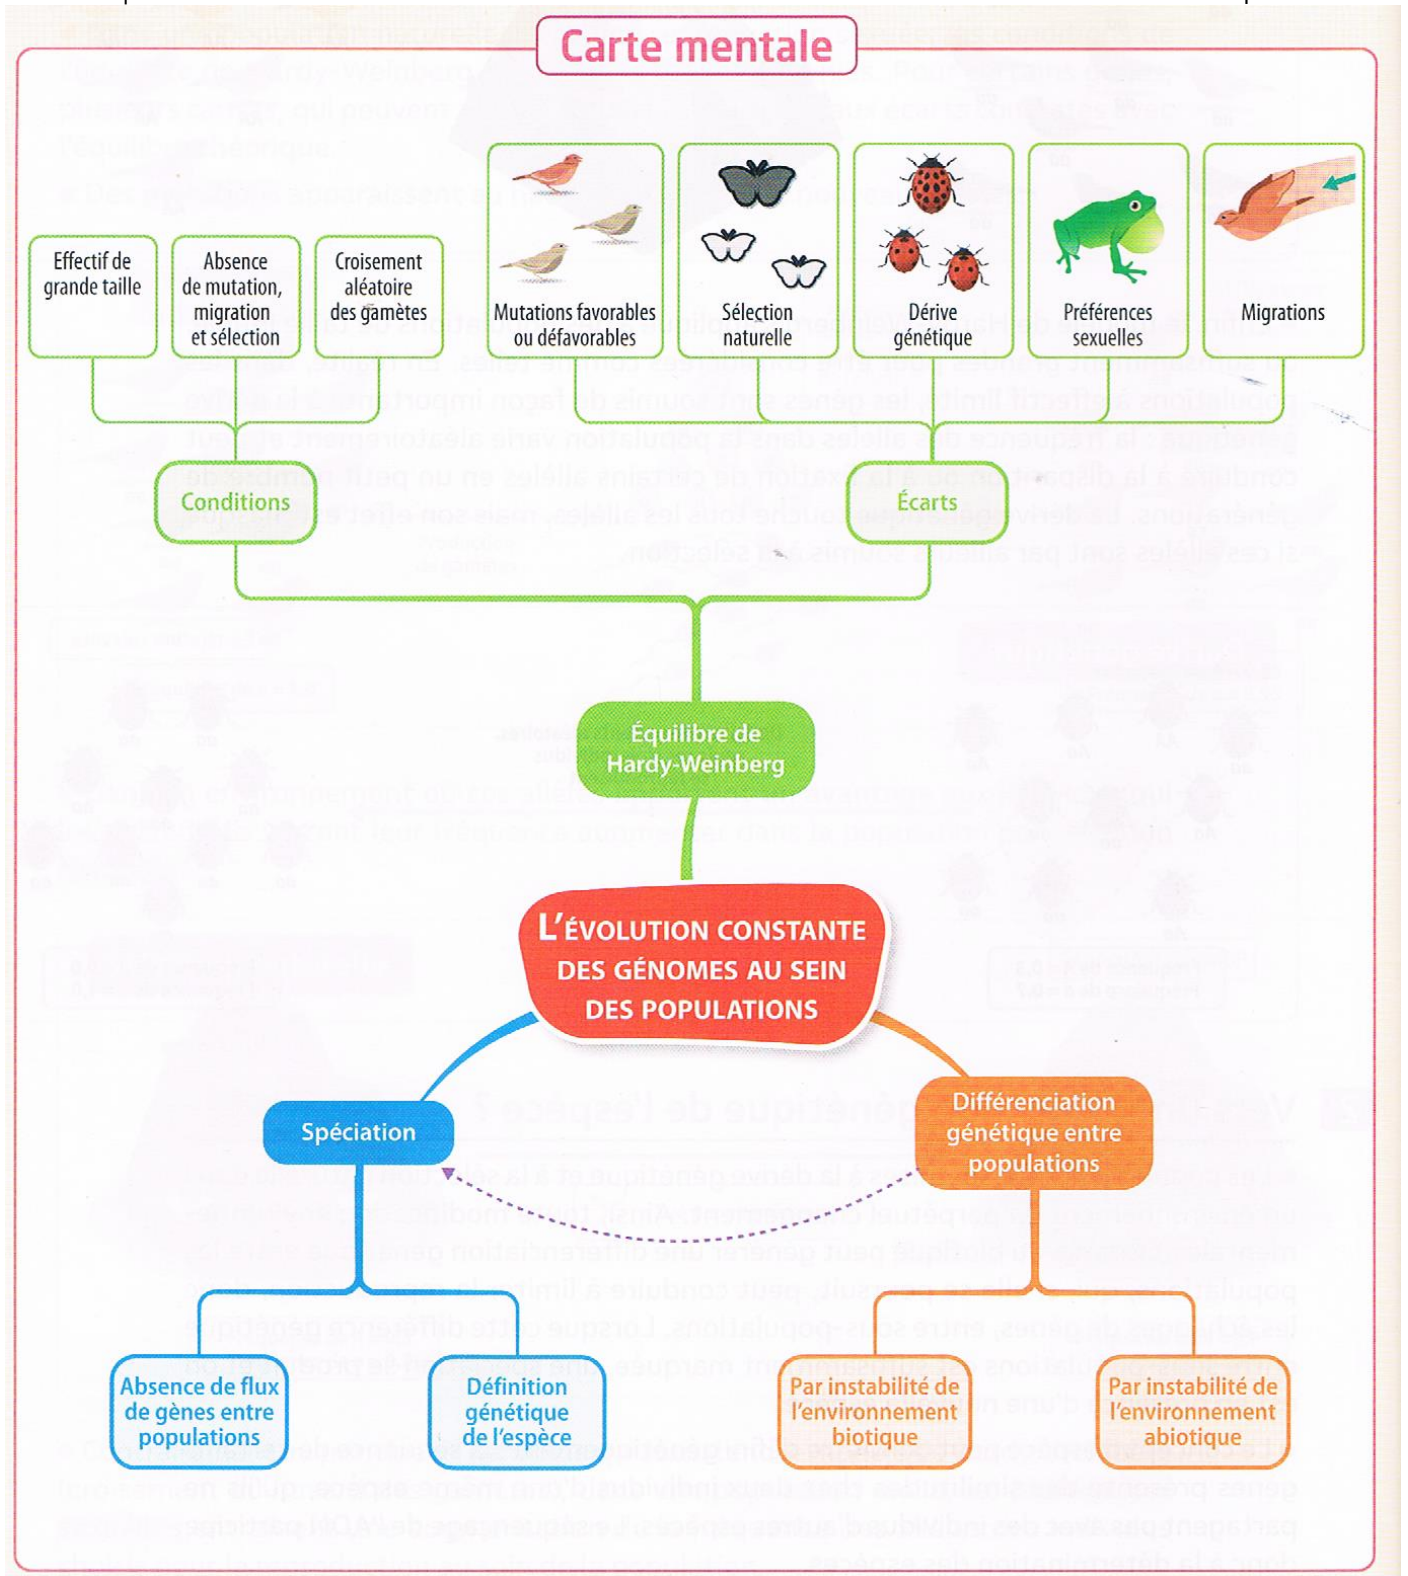 Carte mentale
Effectif de
grande taille
Absence
de mutation,
migration
et sélection
Croisement
aléatoire
des gamètes
Mutations favorables
ou défavorables
Sélection
naturelle
Dérive
génétique
Préférences
sexuelles
Migrations
Conditions
Écarts
Équilibre de
Hardy-Weinberg
L'ÉVOLUTION CONSTANTE
DES GÉNOMES AU SEIN
DES POPULATIONS
Spéciation
Différenciation
génétique entre
populations
Absence de flux
de gènes entre
populations
Définition
génétique
de l'espèce
Par instabilité de
l'environnement
biotique
Par instabilité de
l'environnement
abiotique